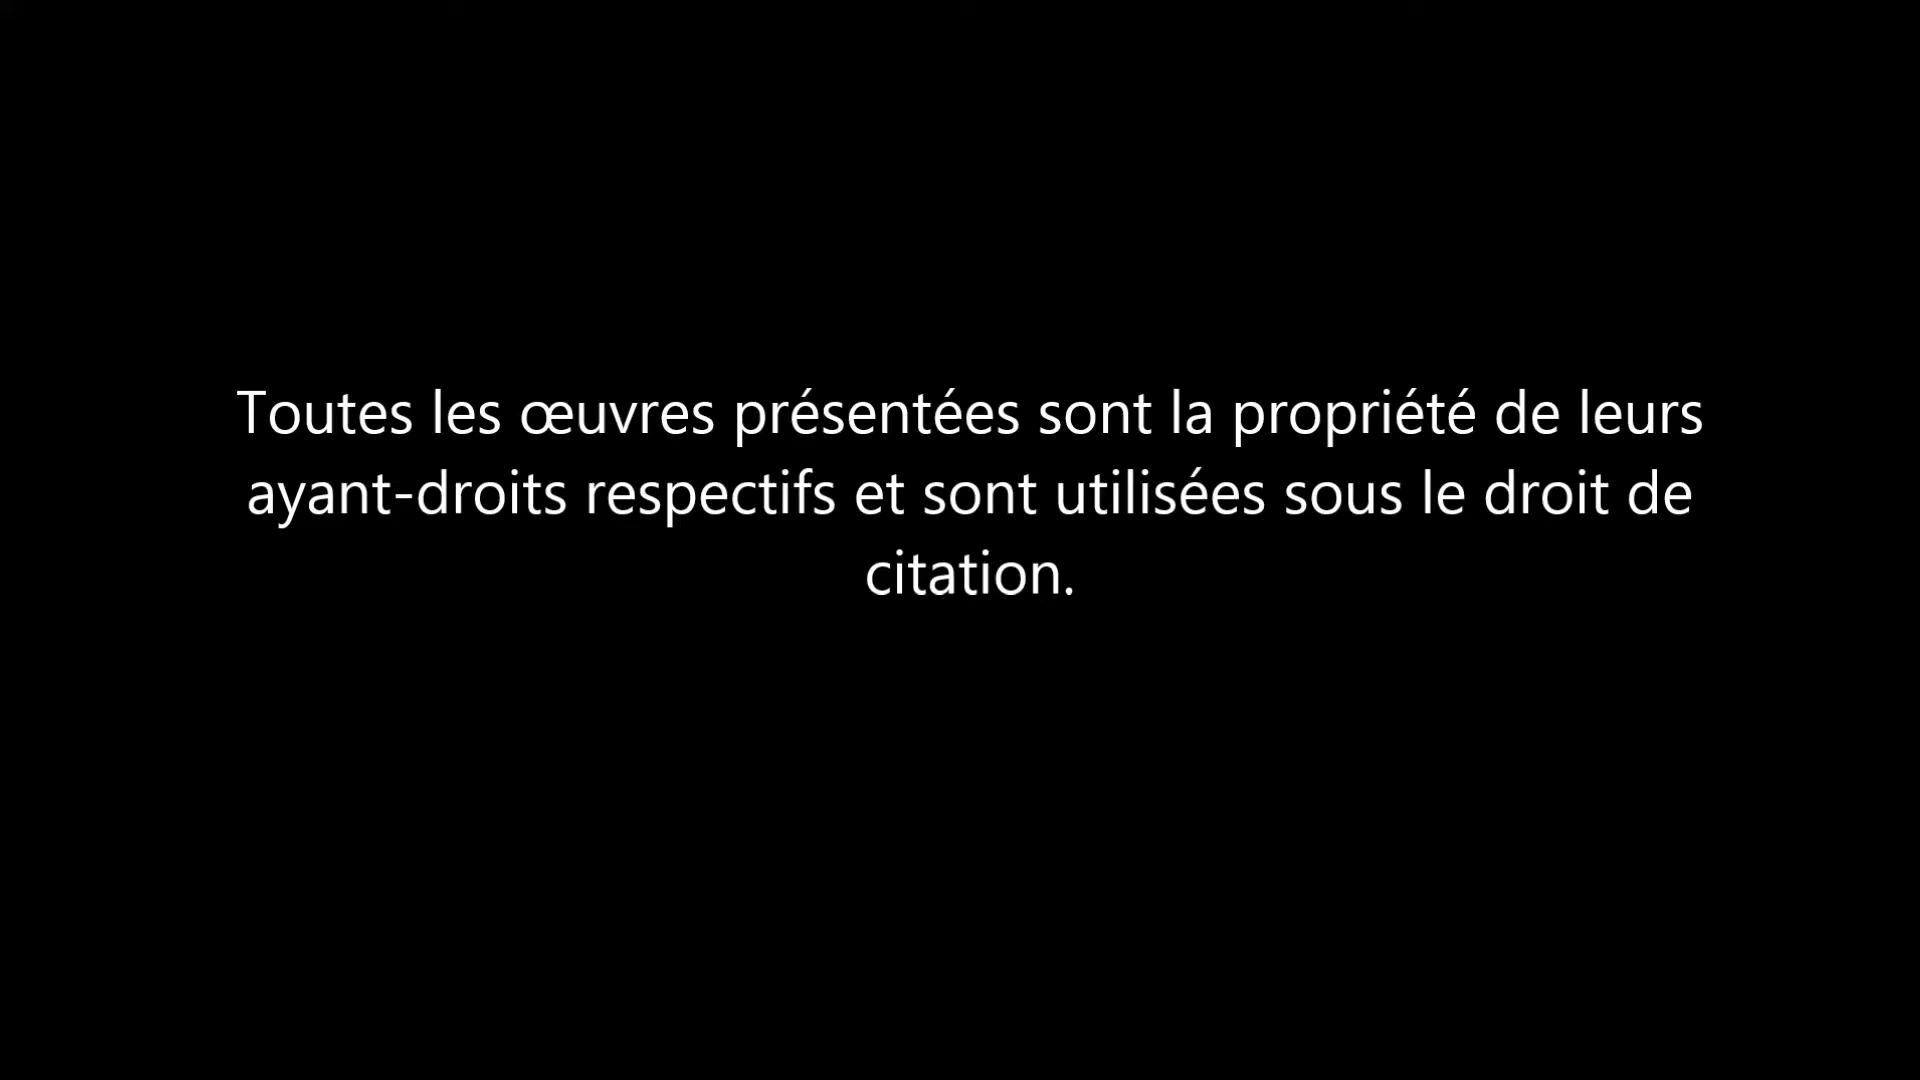 Toutes les œuvres présentées sont la propriété de leurs
ayant-droits respectifs et sont utilisées sous le droit de
citation.